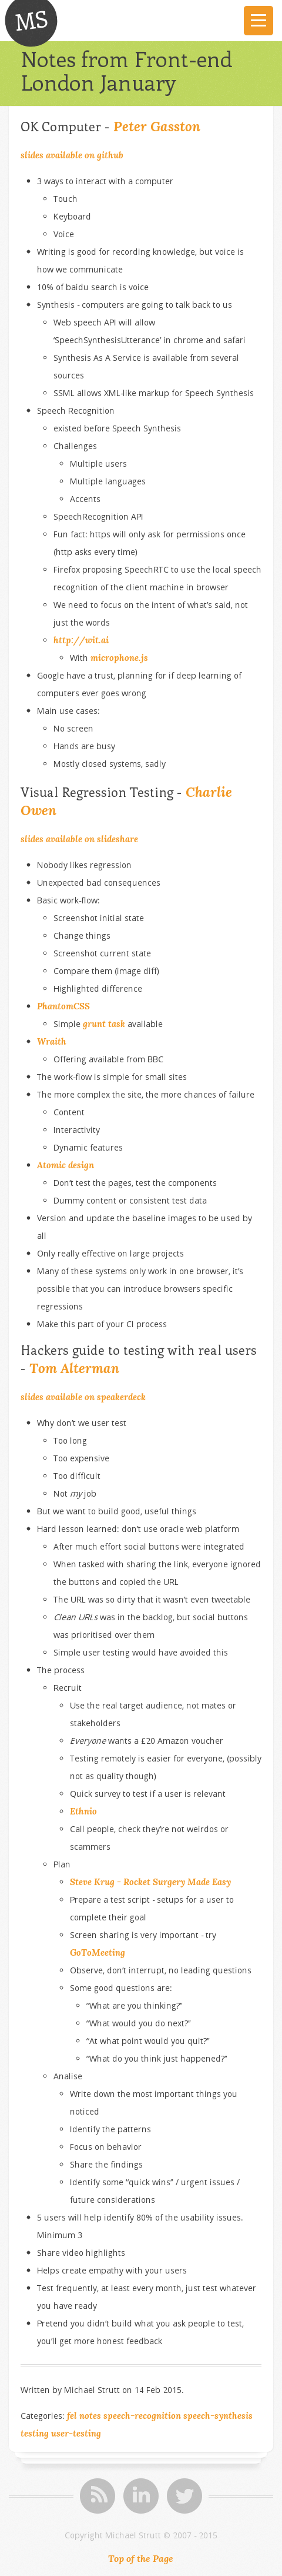 MS
Notes from Front-end
London January
OK Computer - Peter Gasston
slides available on github
3 ways to interact with a computer
Touch
Keyboard
Voice
Writing is good for recording knowledge, but voice is
how we communicate
10% of baidu search is voice
Synthesis - computers are going to talk back to us
Web speech API will allow
'SpeechSynthesisUtterance' in chrome and safari
Synthesis As A Service is available from several
sources
SSML allows XML-like markup for Speech Synthesis
Speech Recognition
existed before Speech Synthesis
Challenges
Multiple users
Multiple languages
Accents
SpeechRecognition API
Fun fact: https will only ask for permissions once
(http asks every time)
Firefox proposing SpeechRTC to use the local speech
recognition of the client machine in browser
We need to focus on the intent of what's said, not
just the words
http://wit.ai
With microphone.js
Google have a trust, planning for if deep learning of
computers ever goes wrong
Main use cases:
No screen
Hands are busy
Mostly closed systems, sadly
Visual Regression Testing - Charlie
Owen
slides available on slideshare
Nobody likes regression
Unexpected bad consequences
Basic work-flow:
Screenshot initial state
Change things
Screenshot current state
Compare them (image diff)
Highlighted difference
PhantomCSS
Simple grunt task available
Wraith
Offering available from BBC
The work-flow is simple for small sites
The more complex the site, the more chances of failure
Content
Interactivity
Dynamic features
Atomic design
Don't test the pages, test the components
Dummy content or consistent test data
Version and update the baseline images to be used by
all
Only really effective on large projects
Many of these systems only work in one browser, it's
possible that you can introduce browsers specific
regressions
Make this part of your CI process
Hackers guide to testing with real users
- Tom Alterman
slides available on speakerdeck
Why don't we user test
Too long
Too expensive
Too difficult
Not my job
But we want to build good, useful things
Hard lesson learned: don't use oracle web platform
After much effort social buttons were integrated
When tasked with sharing the link, everyone ignored
the buttons and copied the URL
The URL was so dirty that it wasn't even tweetable
Clean URLs was in the backlog, but social buttons
was prioritised over them
Simple user testing would have avoided this
The process
Recruit
Use the real target audience, not mates or
stakeholders
Everyone wants a £20 Amazon voucher
Testing remotely is easier for everyone, (possibly
not as quality though)
Quick survey to test if a user is relevant
Ethnio
Call people, check they're not weirdos or
scammers
Plan
Steve Krug - Rocket Surgery Made Easy
Prepare a test script - setups for a user to
complete their goal
Screen sharing is very important - try
GoToMeeting
Observe, don't interrupt, no leading questions
Some good questions are:
"What are you thinking?"
"What would you do next?"
"At what point would you quit?"
"What do you think just happened?"
Analise
Write down the most important things you
noticed
Identify the patterns
Focus on behavior
Share the findings
Identify some "quick wins" / urgent issues /
future considerations
5 users will help identify 80% of the usability issues.
Minimum 3
Share video highlights
Helps create empathy with your users
Test frequently, at least every month, just test whatever
you have ready
Pretend you didn't build what you ask people to test,
you'll get more honest feedback
Written by Michael Strutt on 14 Feb 2015.
Categories: fel notes speech-recognition speech-synthesis
testing user-testing
Copyright Michael Strutt © 2007 - 2015
Top of the Page